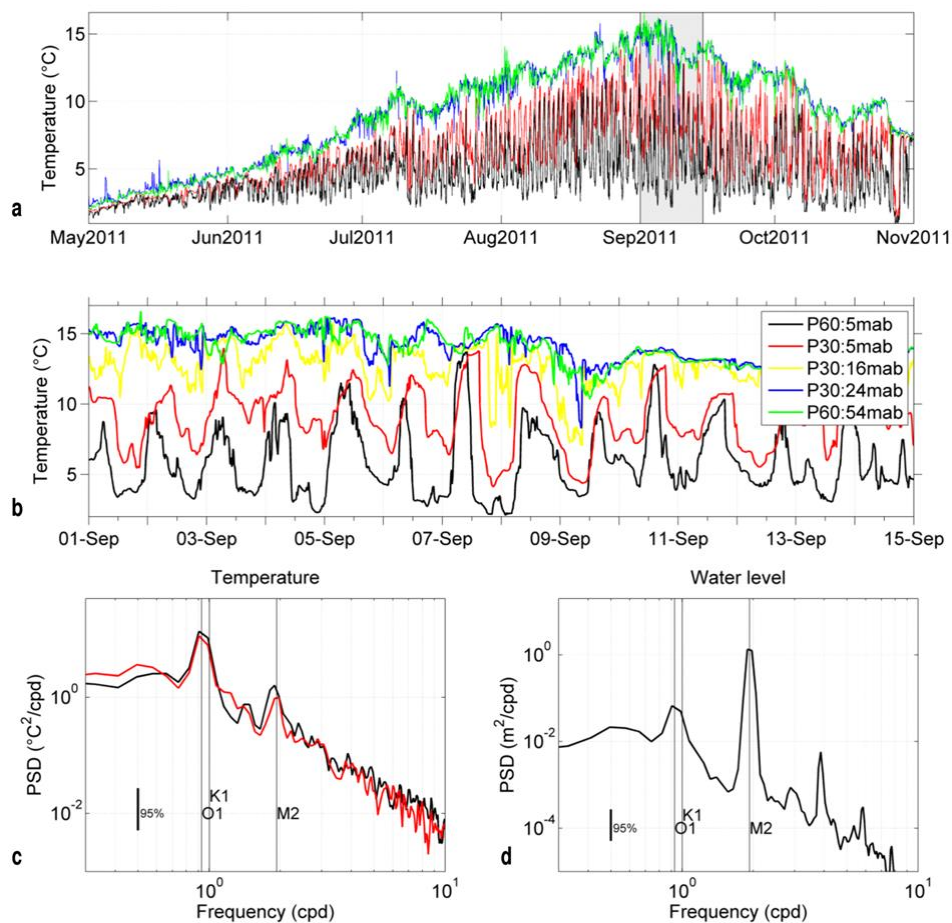 15
10
5
Temperature (°C)
a
May2011 Jun2011 Jul2011 Aug2011 Sep2011 Oct2011 Nov2011
15
10
5
Temperature (°C)
P60:5mab
P30:5mab
P30:16mab
P30:24mab
P60:54mab
b
01-Sep 03-Sep 05-Sep 07-Sep 09-Sep 11-Sep 13-Sep 15-Sep
Temperature
PSD (°C²/cpd)
10⁰
10⁻²
95%
K1
O1
M2
c
10⁰ 10¹
Frequency (cpd)
Water level
PSD (m²/cpd)
10⁰
10⁻²
10⁻⁴
95%
K1
O1
M2
d
10⁰ 10¹
Frequency (cpd)